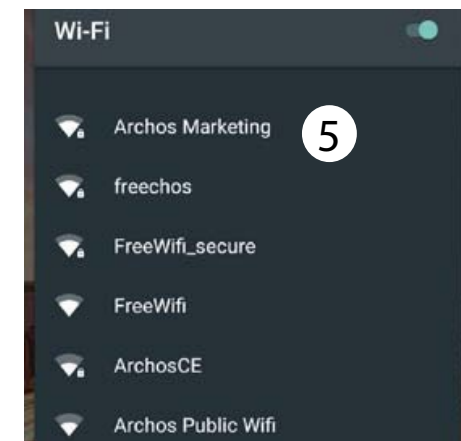 Wi-Fi
Archos Marketing
5
freechos
FreeWifi_secure
FreeWifi
ArchosCE
Archos Public Wifi